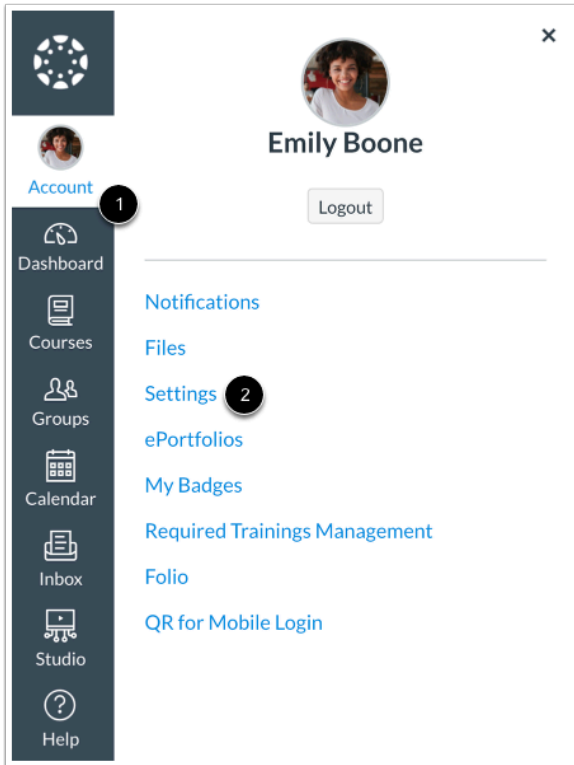 ×
Emily Boone
Account
1
Logout
Dashboard
Notifications
Courses
Files
Settings 2
Groups
ePortfolios
Calendar
My Badges
Required Trainings Management
Inbox
Folio
QR for Mobile Login
Studio
Help